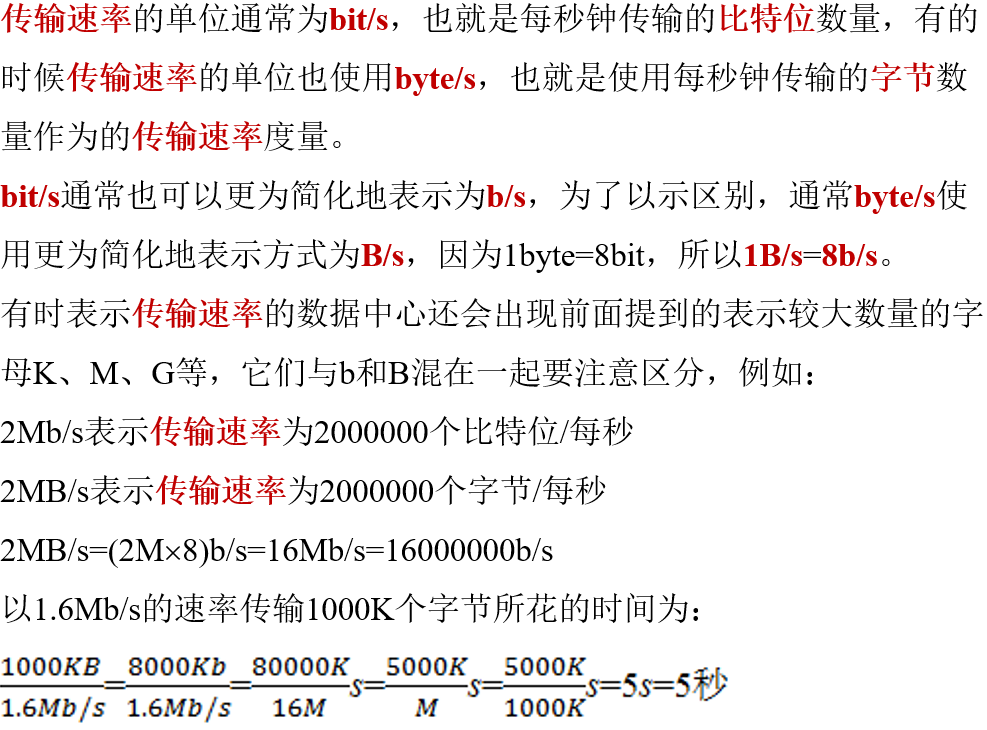 传输速率的单位通常为bit/s，也就是每秒钟传输的比特位数量，有的
时候传输速率的单位也使用byte/s，也就是使用每秒钟传输的字节数
量作为的传输速率度量。
bit/s通常也可以更为简化地表示为b/s，为了以示区别，通常byte/s使
用更为简化地表示方式为B/s，因为1byte=8bit，所以1B/s=8b/s。
有时表示传输速率的数据中心还会出现前面提到的表示较大数量的字
母K、M、G等，它们与b和B混在一起要注意区分，例如：
2Mb/s表示传输速率为2000000个比特位/每秒
2MB/s表示传输速率为2000000个字节/每秒
2MB/s=(2M×8)b/s=16Mb/s=16000000b/s
以1.6Mb/s的速率传输1000K个字节所花的时间为：
1000KB/1.6Mb/s=8000Kb/1.6Mb/s=80000K/16M s=5000K/M s=5000K/1000K s=5s=5秒